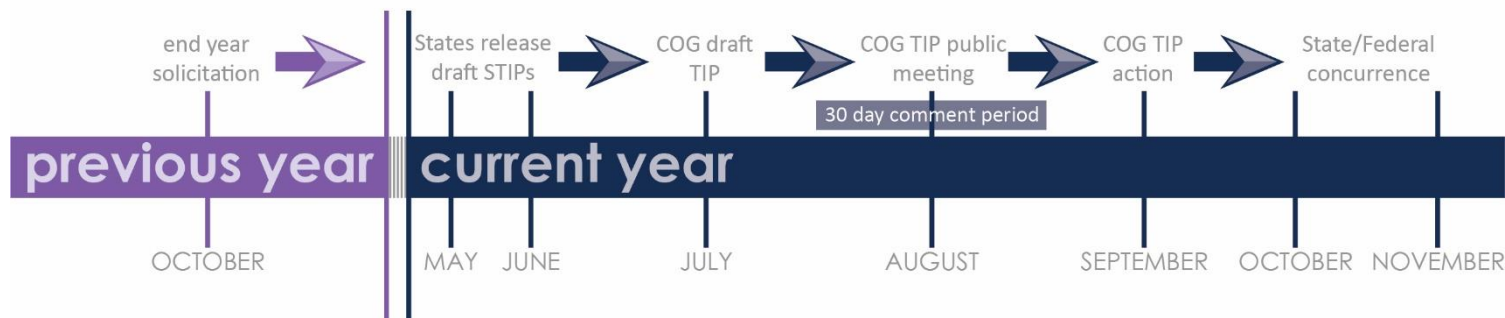 end year
solicitation
States release
draft STIPs
COG draft
TIP
COG TIP public
meeting
COG TIP
action
State/Federal
concurrence
30 day comment period
previous year
current year
OCTOBER
MAY
JUNE
JULY
AUGUST
SEPTEMBER
OCTOBER
NOVEMBER